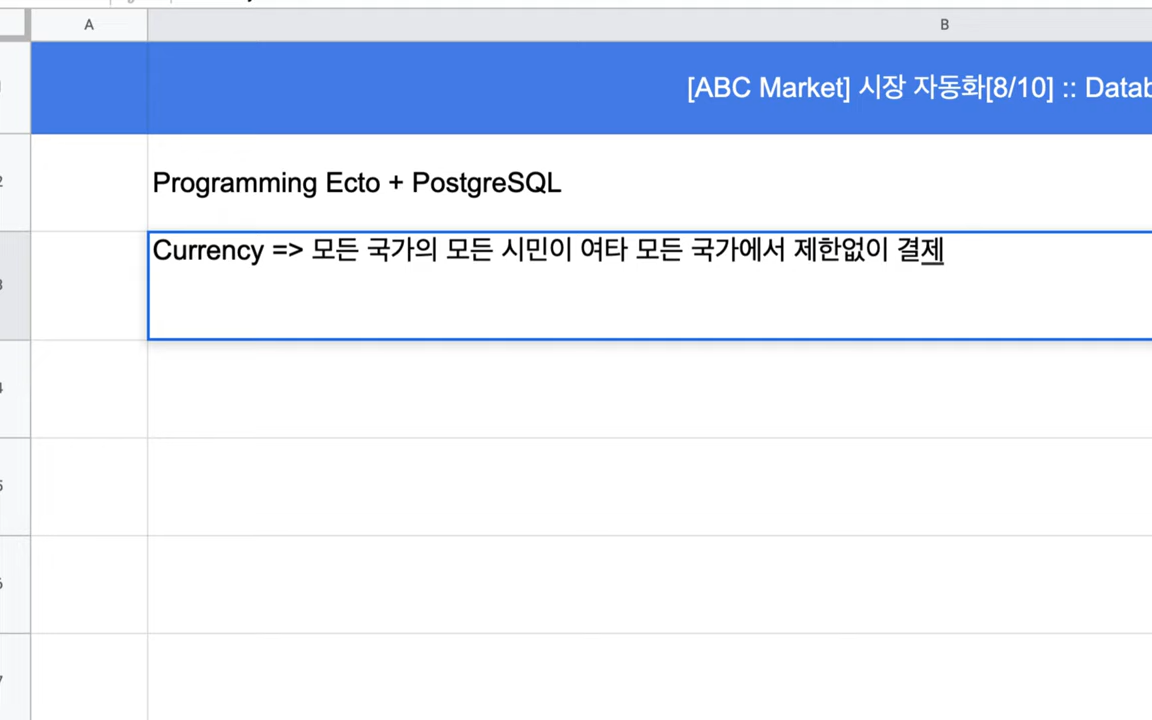 A
B
[ABC Market] 시장 자동화[8/10] :: Datab
2
Programming Ecto + PostgreSQL
Currency => 모든 국가의 모든 시민이 여타 모든 국가에서 제한없이 결제